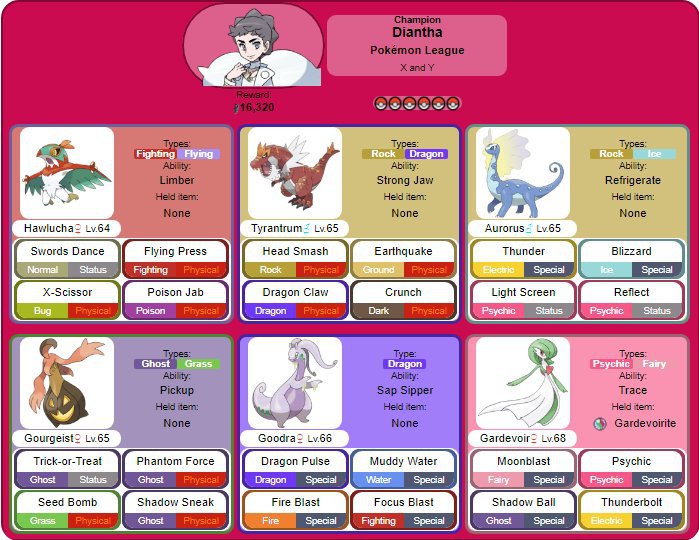 Champion
Diantha
Pokémon League
X and Y
Reward:
16,320
Types:
Fighting Flying
Ability:
Limber
Held item:
None
Hawlucha♀ Lv.64
Swords Dance
Normal Status
Flying Press
Fighting Physical
X-Scissor
Bug Physical
Poison Jab
Poison Physical
Types:
Rock Dragon
Ability:
Strong Jaw
Held item:
None
Tyrantrum♂ Lv.65
Head Smash
Rock Physical
Earthquake
Ground Physical
Dragon Claw
Dragon Physical
Crunch
Dark Physical
Types:
Rock Ice
Ability:
Refrigerate
Held item:
None
Aurorus♂ Lv.65
Thunder
Electric Special
Blizzard
Ice Special
Light Screen
Psychic Status
Reflect
Psychic Status
Types:
Ghost Grass
Ability:
Pickup
Held item:
None
Gourgeist♀ Lv.65
Trick-or-Treat
Ghost Status
Phantom Force
Ghost Physical
Seed Bomb
Grass Physical
Shadow Sneak
Ghost Physical
Types:
Dragon
Ability:
Sap Sipper
Held item:
None
Goodra♀ Lv.66
Dragon Pulse
Dragon Special
Muddy Water
Water Special
Fire Blast
Fire Special
Focus Blast
Fighting Special
Types:
Psychic Fairy
Ability:
Trace
Held item:
Gardevoirite
Gardevoir♀ Lv.68
Moonblast
Fairy Special
Psychic
Psychic Special
Shadow Ball
Ghost Special
Thunderbolt
Electric Special